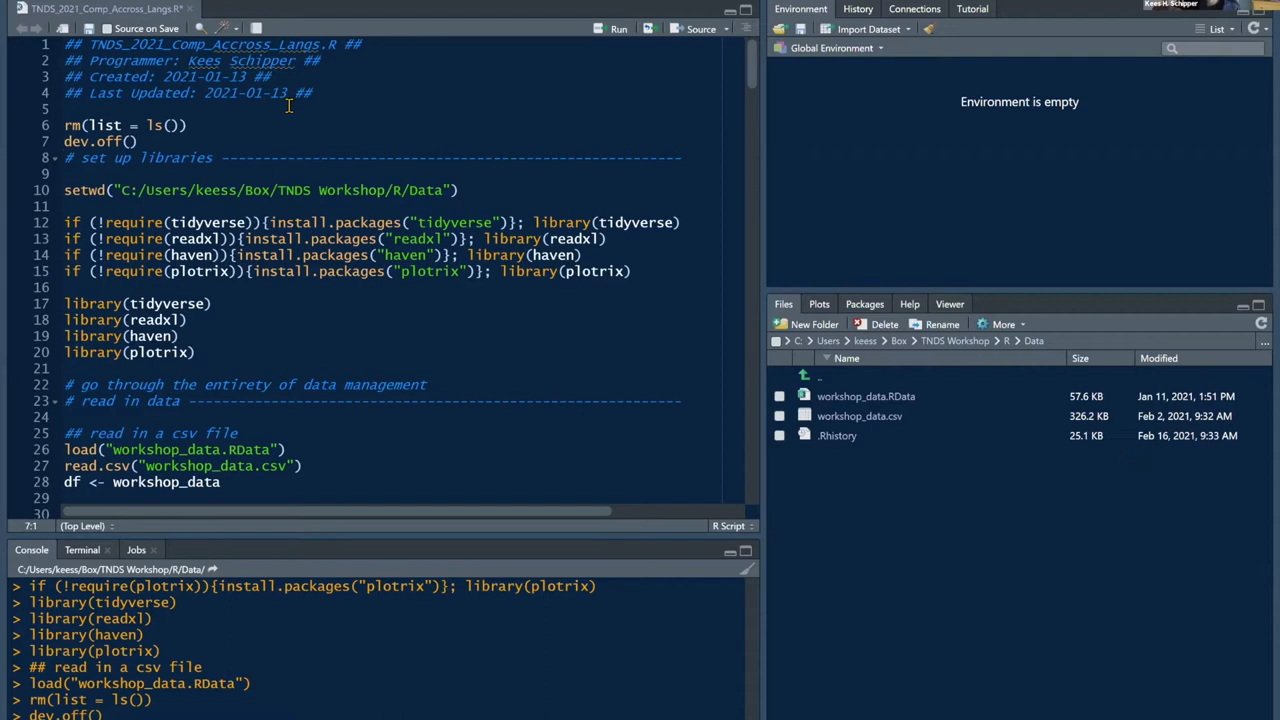 TNDS_2021_Comp_Accross_Langs.R*
Source on Save
Run
Source
1 ## TNDS_2021_Comp_Accross_Langs.R ##
2 ## Programmer: Kees Schipper ##
3 ## Created: 2021-01-13 ##
4 ## Last Updated: 2021-01-13 ##
5
6 rm(list = ls())
7 dev.off()
8 # set up libraries --------------------------------------------------------
9
10 setwd("C:/Users/keess/Box/TNDS Workshop/R/Data")
11
12 if (!require(tidyverse)){install.packages("tidyverse")}; library(tidyverse)
13 if (!require(readxl)){install.packages("readxl")}; library(readxl)
14 if (!require(haven)){install.packages("haven")}; library(haven)
15 if (!require(plotrix)){install.packages("plotrix")}; library(plotrix)
16
17 library(tidyverse)
18 library(readxl)
19 library(haven)
20 library(plotrix)
21
22 # go through the entirety of data management
23 # read in data ------------------------------------------------------------
24
25 ## read in a csv file
26 load("workshop_data.RData")
27 read.csv("workshop_data.csv")
28 df <- workshop_data
29
30
7:1 (Top Level) R Script
Console Terminal Jobs
C:/Users/keess/Box/TNDS Workshop/R/Data/
> if (!require(plotrix)){install.packages("plotrix")}; library(plotrix)
> library(tidyverse)
> library(readxl)
> library(haven)
> library(plotrix)
> ## read in a csv file
> load("workshop_data.RData")
> rm(list = ls())
> dev.off()
Environment History Connections Tutorial
Kees H. Schipper
Import Dataset List
Global Environment
Environment is empty
Files Plots Packages Help Viewer
New Folder Delete Rename More
C: Users keess Box TNDS Workshop R Data ...
Name Size Modified
..
workshop_data.RData 57.6 KB Jan 11, 2021, 1:51 PM
workshop_data.csv 326.2 KB Feb 2, 2021, 9:32 AM
.Rhistory 25.1 KB Feb 16, 2021, 9:33 AM